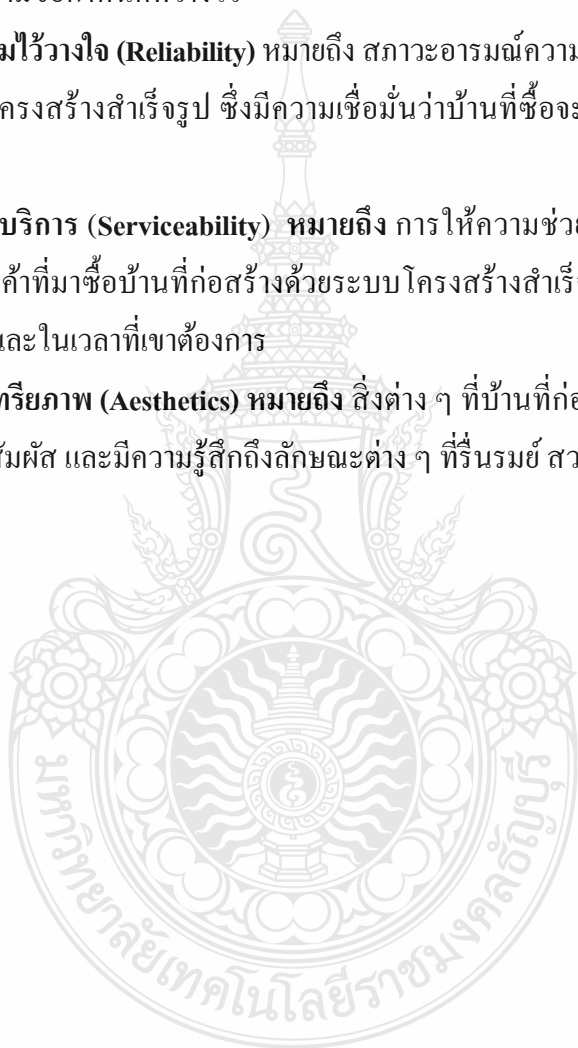 มไว้วางใจ (Reliability) หมายถึง สภาวะอารมณ์ความ
โครงสร้างสำเร็จรูป ซึ่งมีความเชื่อมั่นว่าบ้านที่ซื้อจะ
บริการ (Serviceability) หมายถึง การให้ความช่วย
ค้าที่มาซื้อบ้านที่ก่อสร้างด้วยระบบโครงสร้างสำเร็จ
และในเวลาที่เขาต้องการ
ทรียภาพ (Aesthetics) หมายถึง สิ่งต่าง ๆ ที่บ้านที่ก่อ
สัมผัส และมีความรู้สึกถึงลักษณะต่าง ๆ ที่รื่นรมย์ สว
มหาวิทยาลัยเทคโนโลยีราชมงคลธัญบุรี